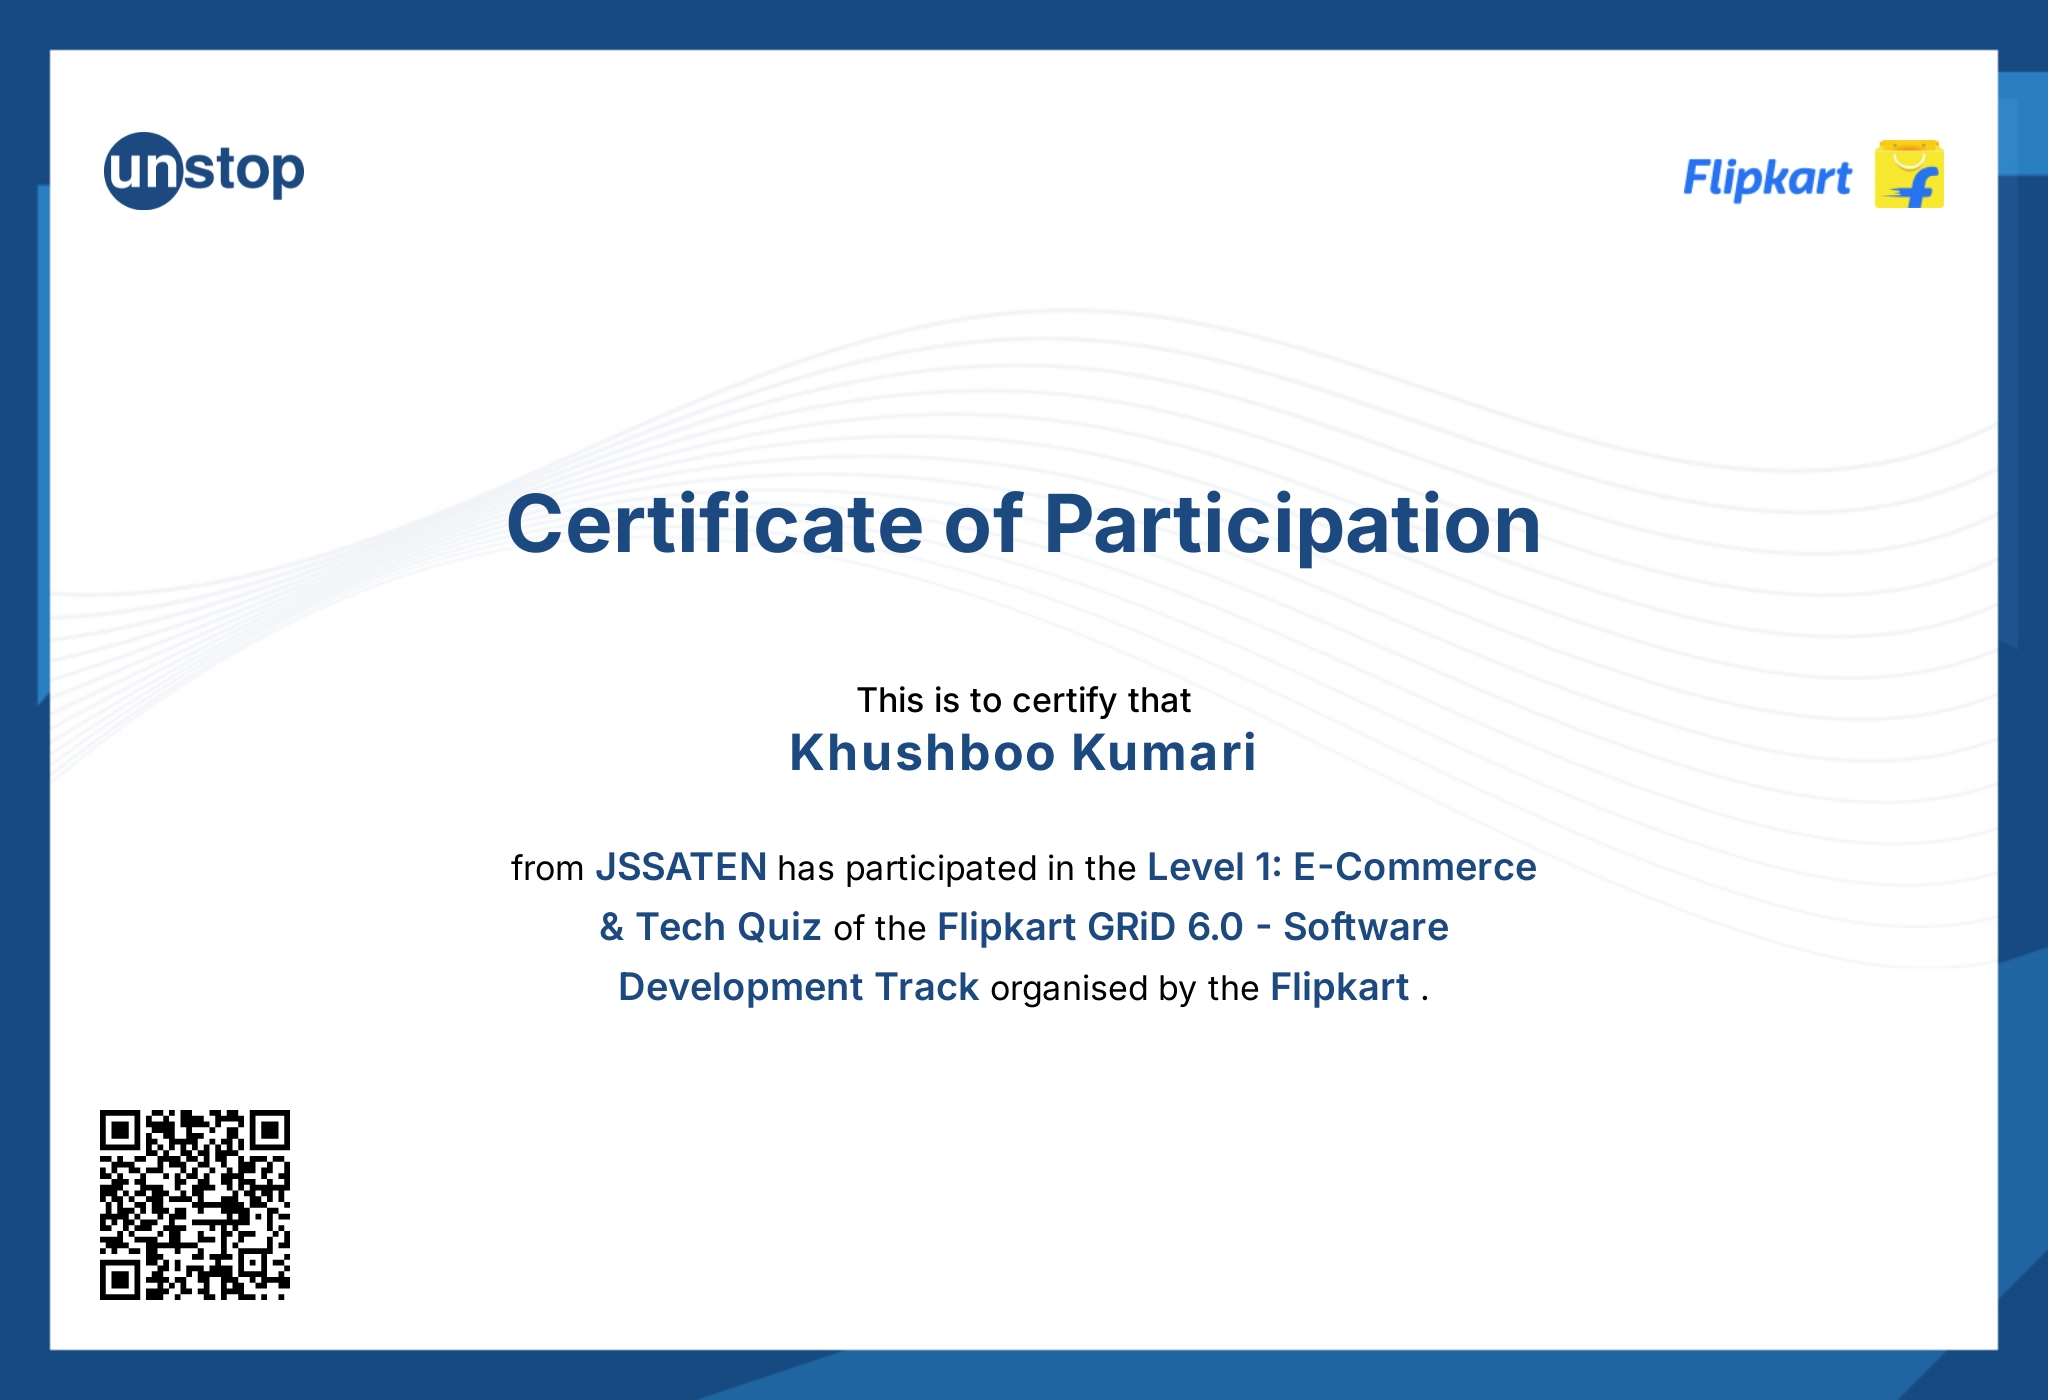 unstop
Flipkart
Certificate of Participation
This is to certify that
Khushboo Kumari
from JSSATEN has participated in the Level 1: E-Commerce
& Tech Quiz of the Flipkart GRiD 6.0 - Software
Development Track organised by the Flipkart .